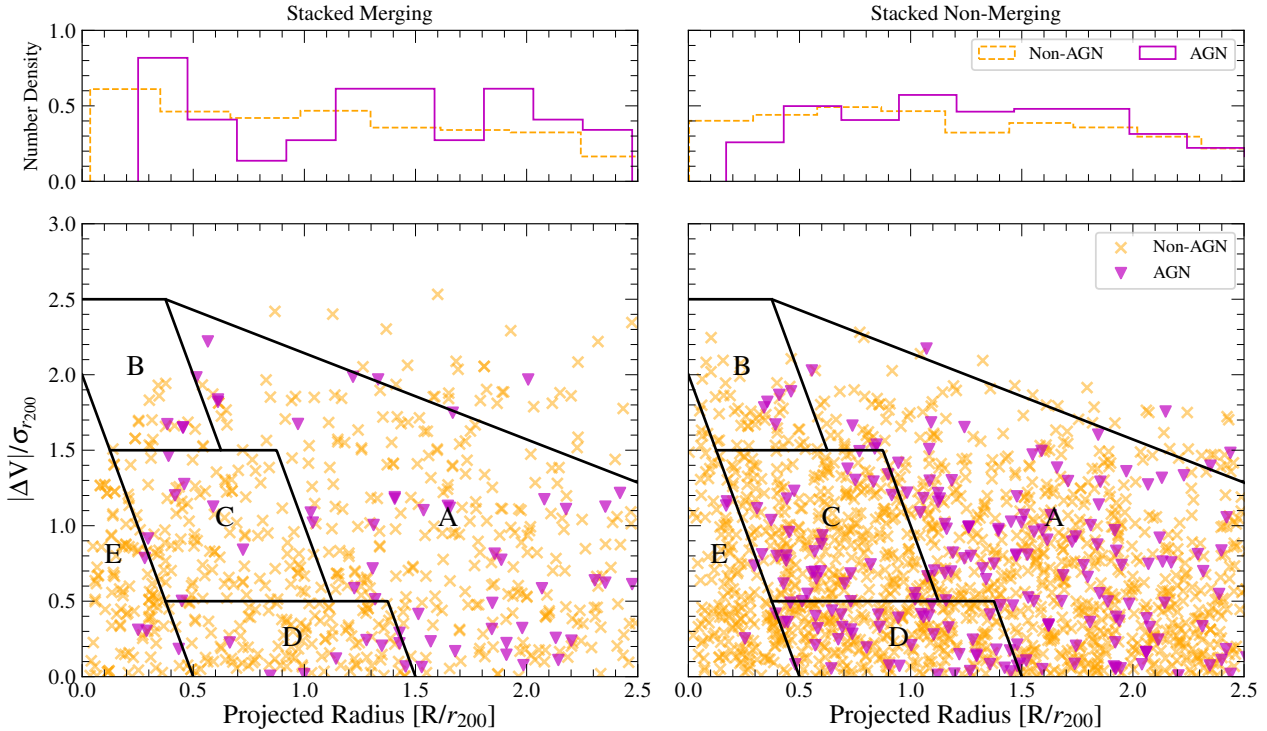 Stacked Merging
Stacked Non-Merging
Number Density
1.0
0.5
0.0
Non-AGN
AGN
|ΔV|/σr200
3.0
2.5
2.0
1.5
1.0
0.5
0.0
B
C
A
E
D
0.0 0.5 1.0 1.5 2.0 2.5
Projected Radius [R/r200]
Non-AGN
AGN
B
C
A
E
D
0.0 0.5 1.0 1.5 2.0 2.5
Projected Radius [R/r200]